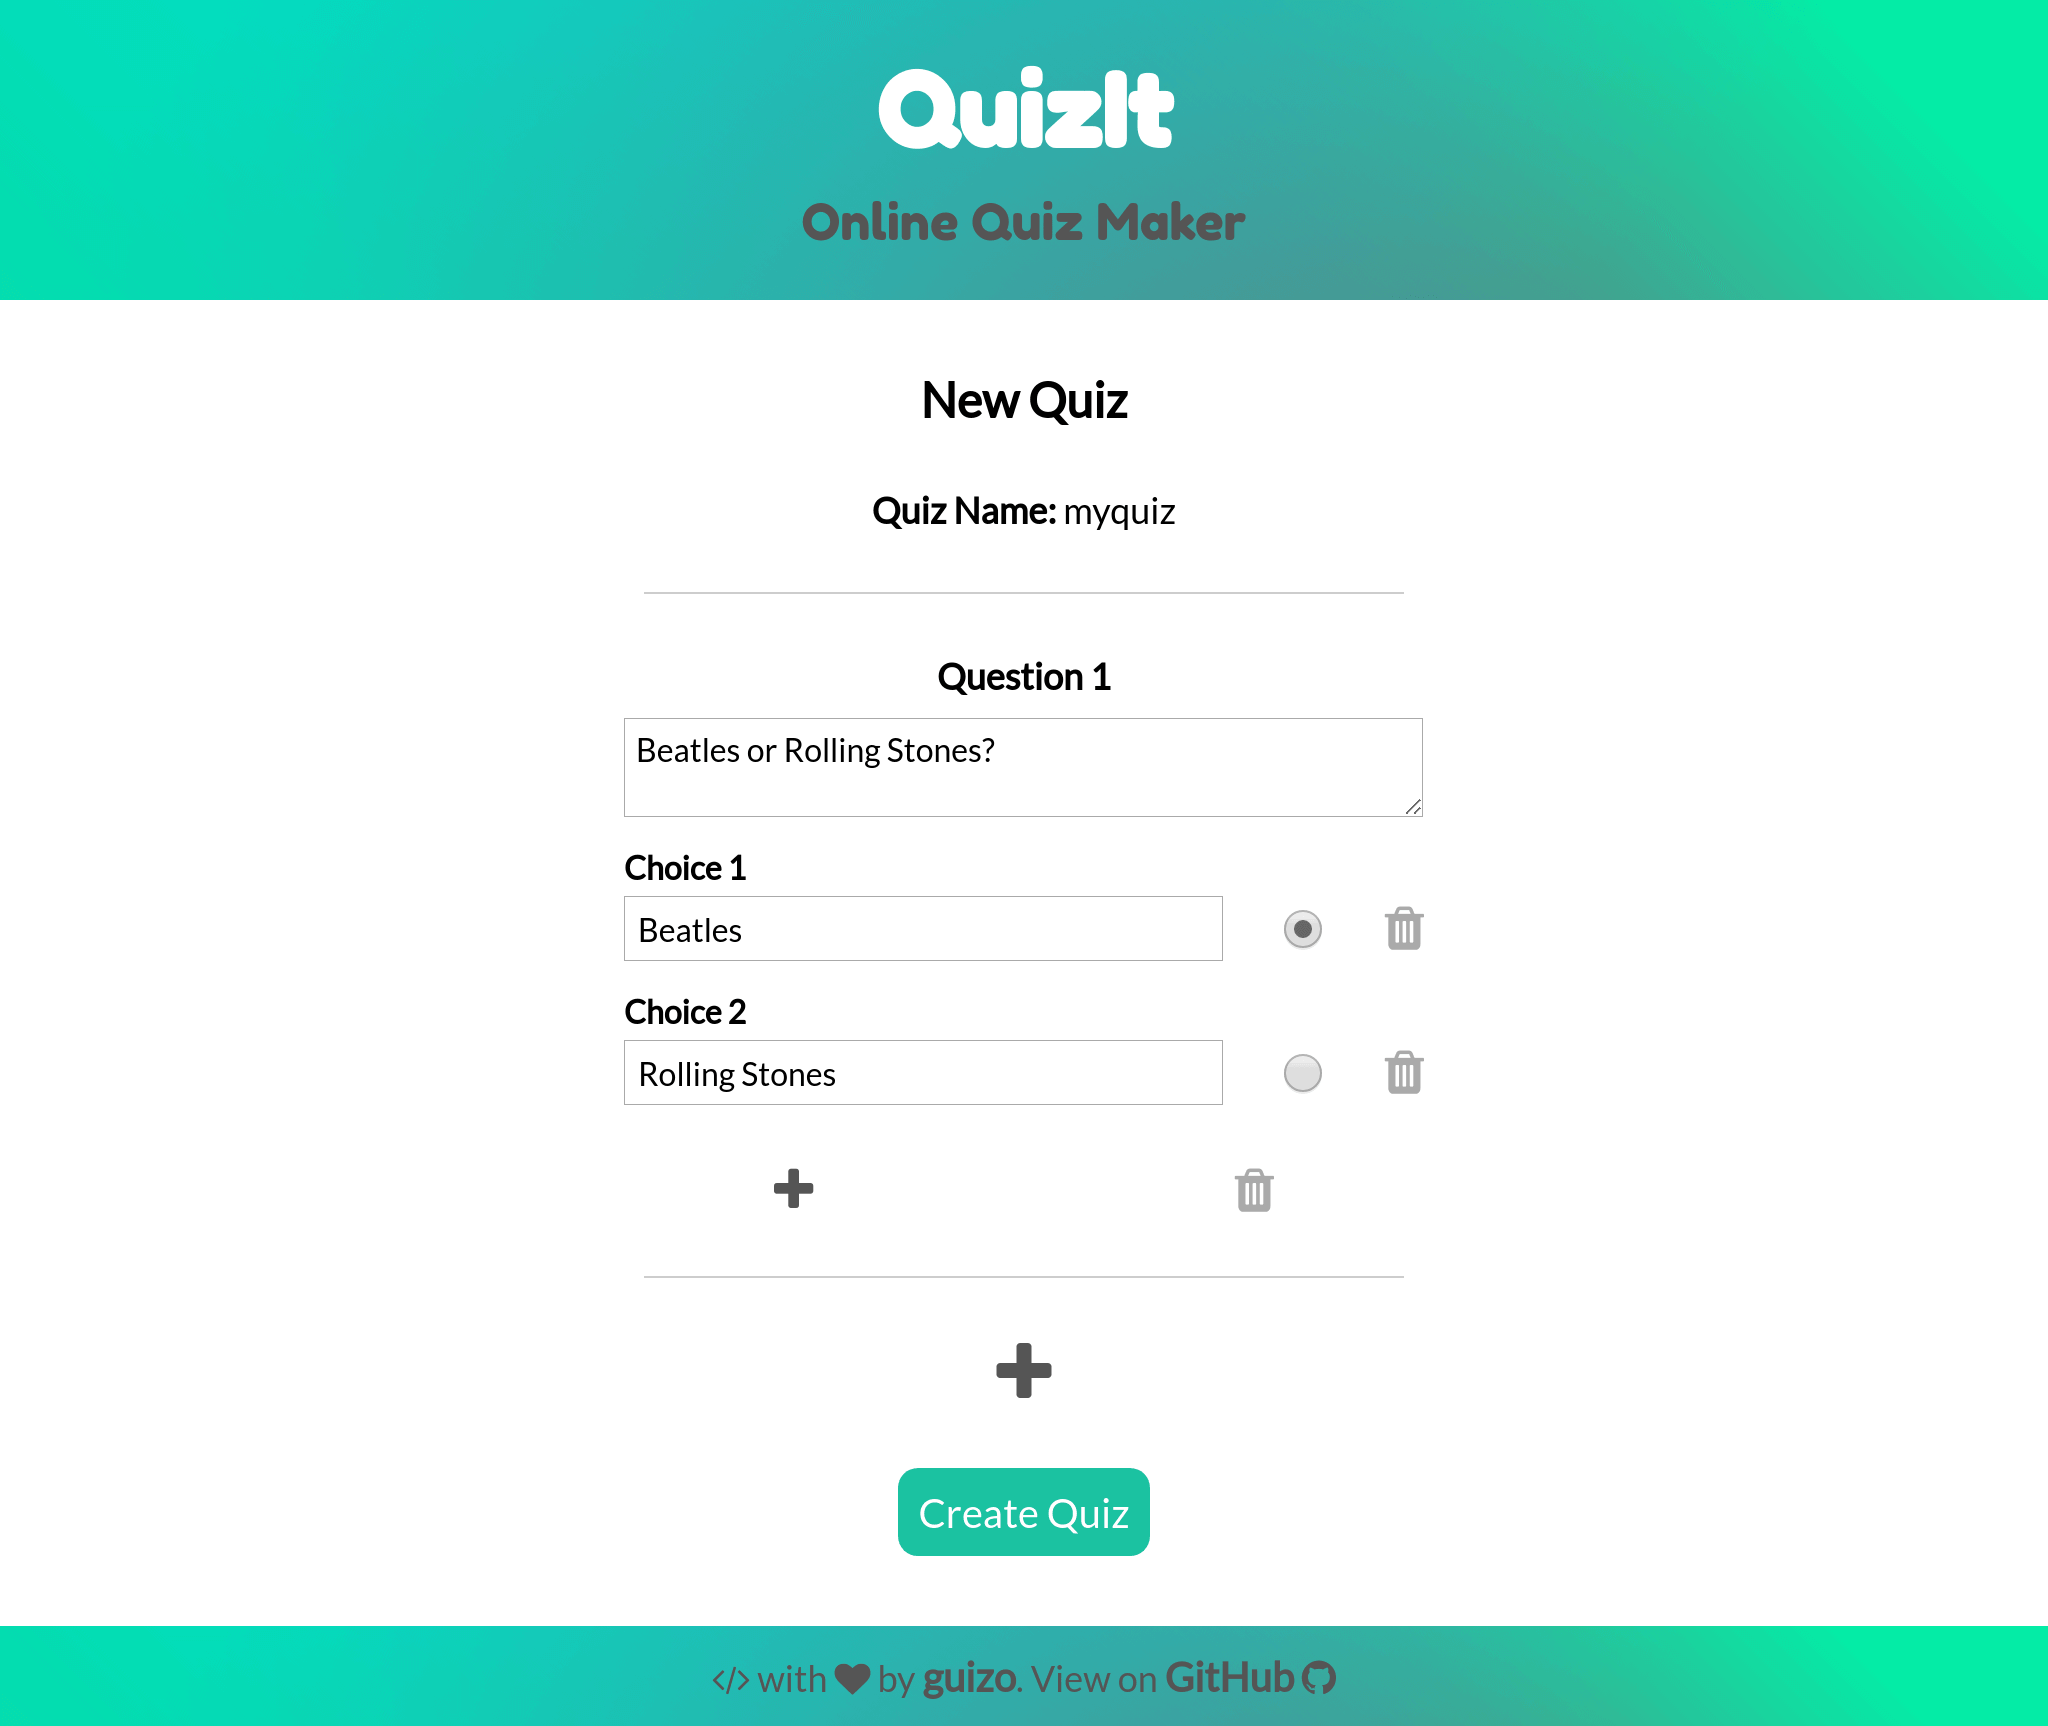 QuizIt
Online Quiz Maker
New Quiz
Quiz Name: myquiz
Question 1
Beatles or Rolling Stones?
Choice 1
Beatles
Choice 2
Rolling Stones
Create Quiz
</> with ♥ by guizo. View on GitHub